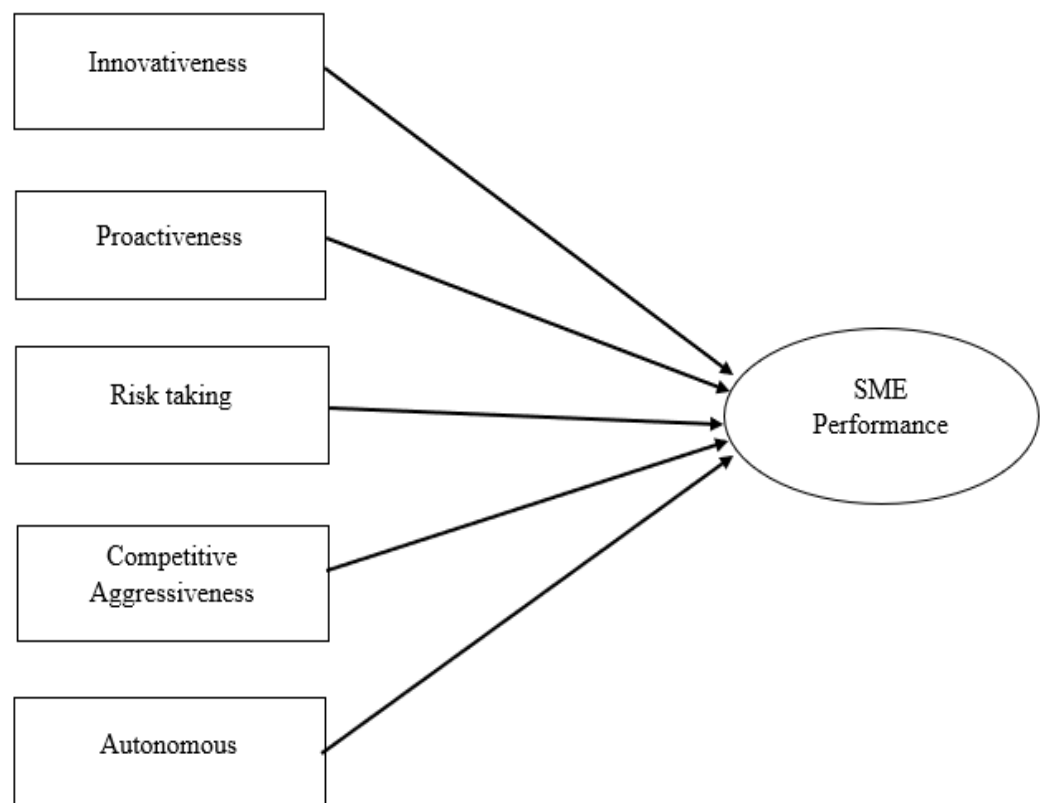 Innovativeness
Proactiveness
Risk taking
Competitive
Aggressiveness
Autonomous
SME
Performance